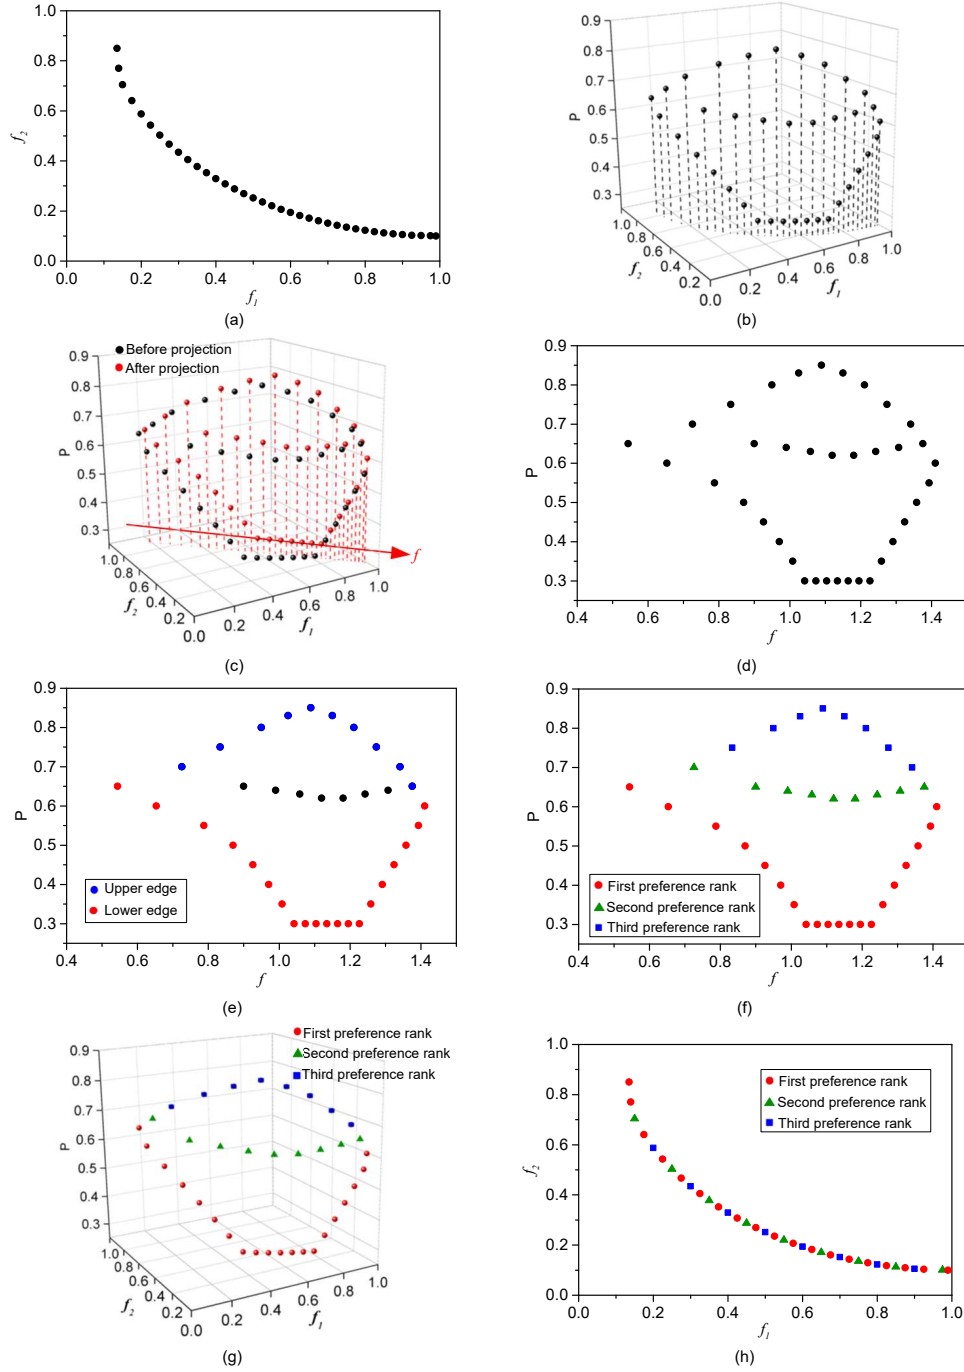 1.0
0.8
0.6
0.4
0.2
0.0
f2
0.0 0.2 0.4 0.6 0.8 1.0
f1
(a)
0.9
0.8
0.7
0.6
0.5
0.4
0.3
P
1.0
0.8
0.6
0.4
0.2
f2
0.0 0.2 0.4 0.6 0.8 1.0
f1
(b)
Before projection
After projection
0.9
0.8
0.7
0.6
0.5
0.4
0.3
P
f
1.0
0.8
0.6
0.4
0.2
f2
0.0 0.2 0.4 0.6 0.8 1.0
f1
(c)
0.9
0.8
0.7
0.6
0.5
0.4
0.3
P
0.4 0.6 0.8 1.0 1.2 1.4
f
(d)
0.9
0.8
0.7
0.6
0.5
0.4
0.3
P
Upper edge
Lower edge
0.4 0.6 0.8 1.0 1.2 1.4
f
(e)
0.9
0.8
0.7
0.6
0.5
0.4
0.3
P
First preference rank
Second preference rank
Third preference rank
0.4 0.6 0.8 1.0 1.2 1.4
f
(f)
First preference rank
Second preference rank
Third preference rank
0.9
0.8
0.7
0.6
0.5
0.4
0.3
P
1.0
0.8
0.6
0.4
0.2
f2
0.0 0.2 0.4 0.6 0.8 1.0
f1
(g)
1.0
0.8
0.6
0.4
0.2
0.0
f2
First preference rank
Second preference rank
Third preference rank
0.2 0.4 0.6 0.8 1.0
f1
(h)